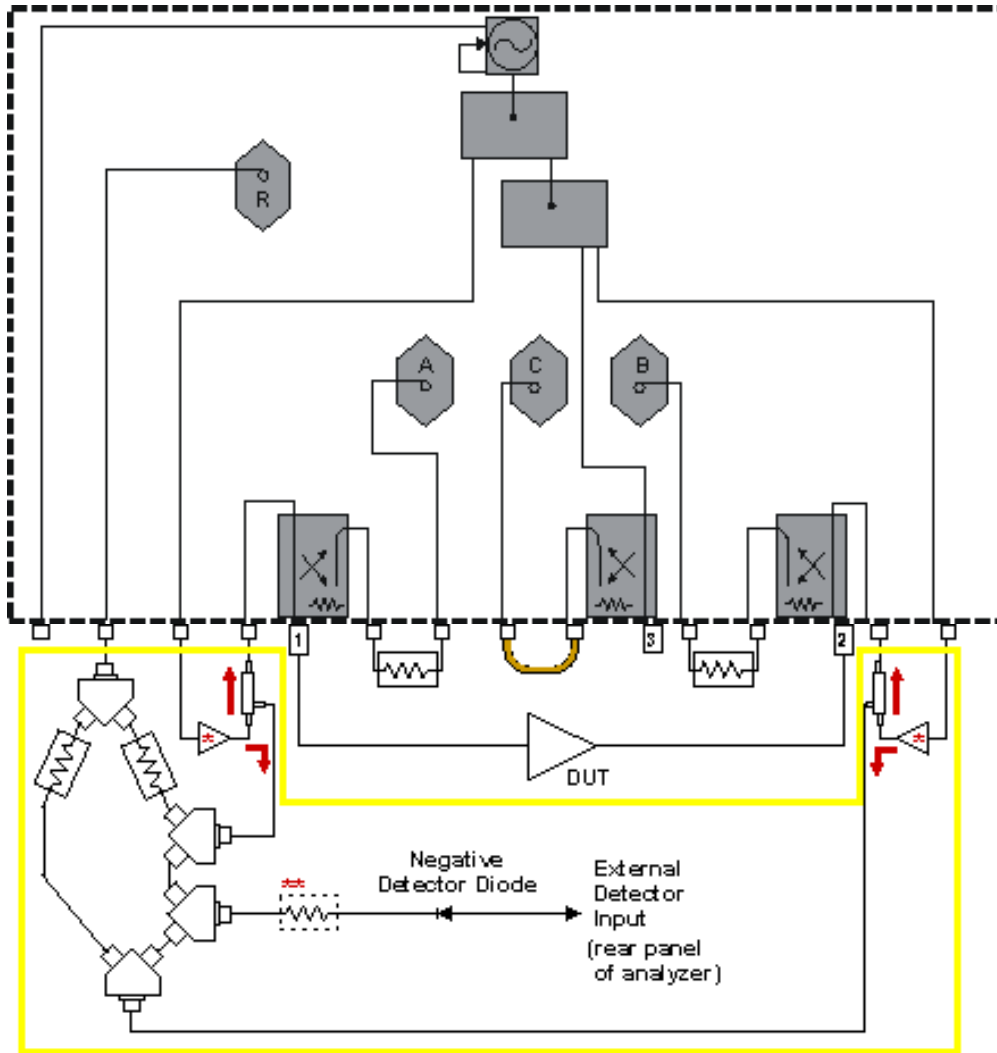 R
A
C
B
1
3
2
*
*
DUT
**
Negative
Detector Diode
External
Detector
Input
(rear panel
of analyzer)